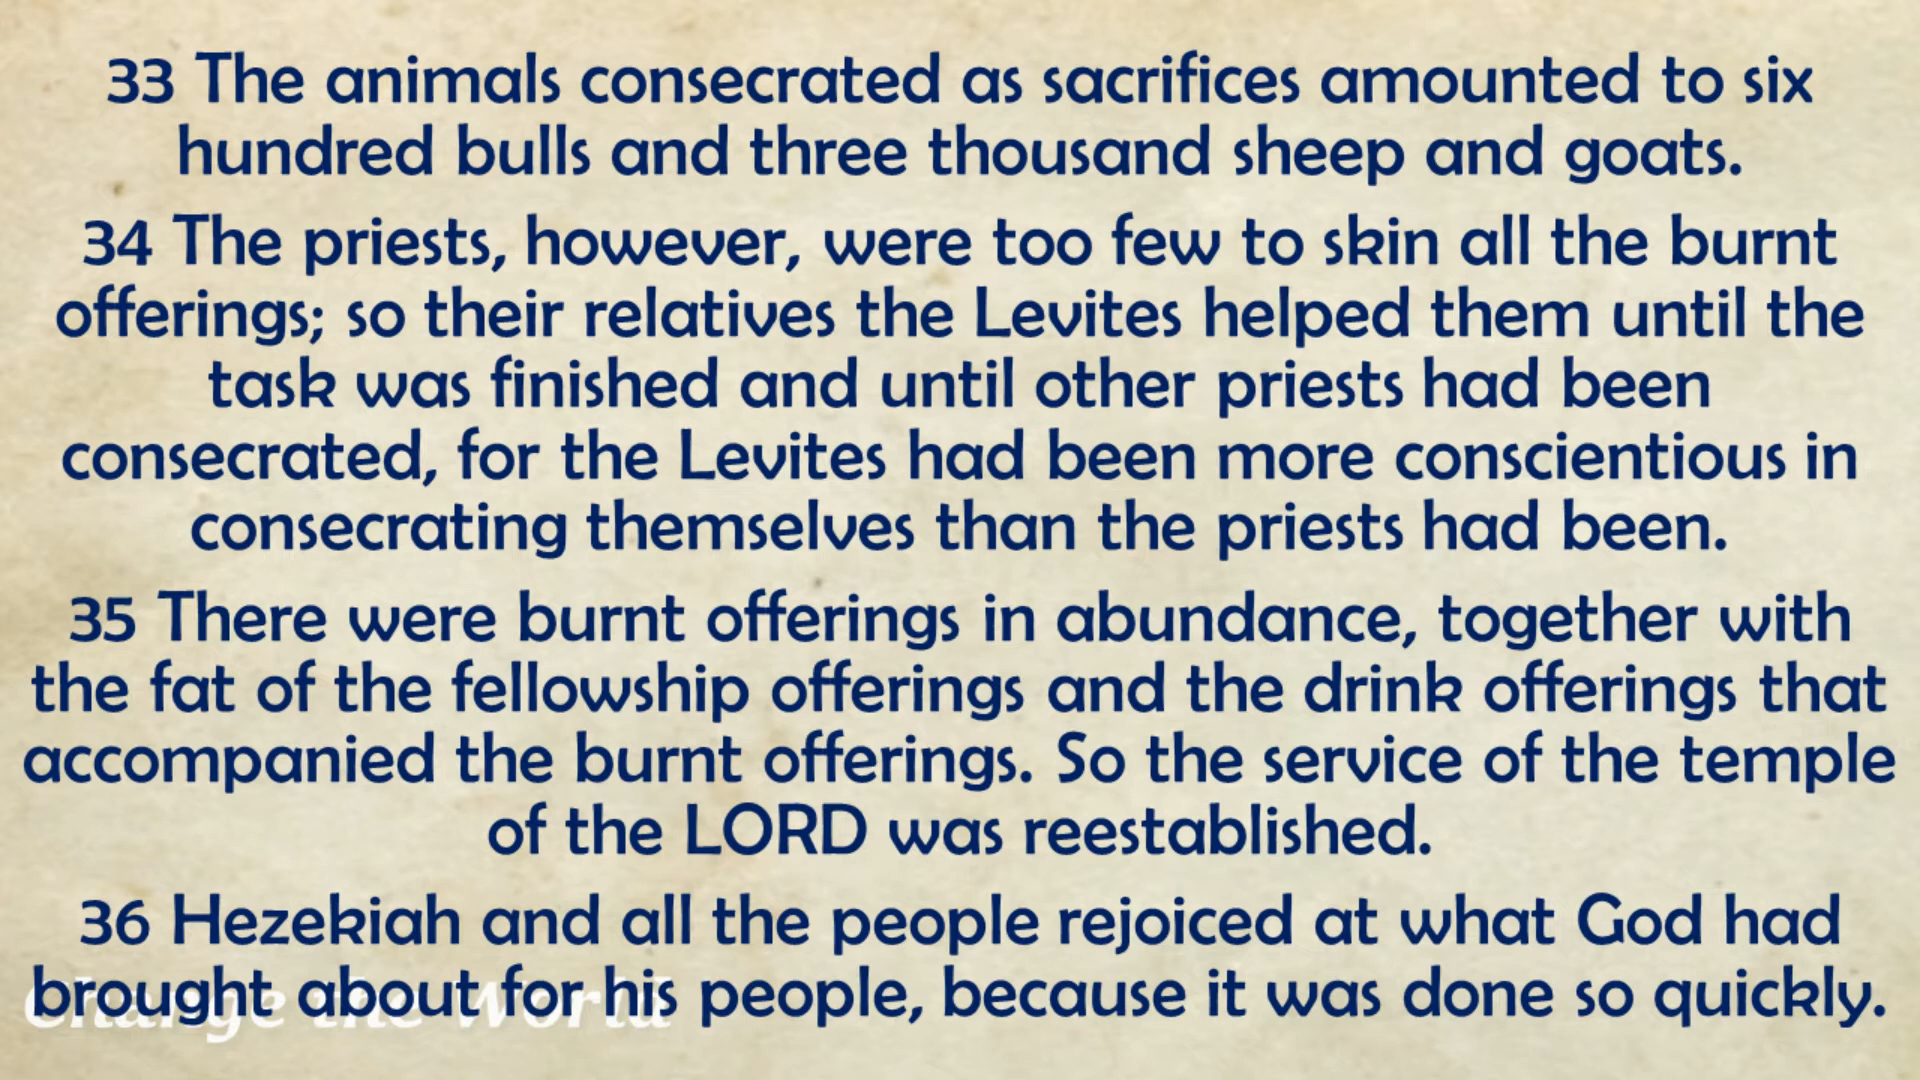 33 The animals consecrated as sacrifices amounted to six
hundred bulls and three thousand sheep and goats.
34 The priests, however, were too few to skin all the burnt
offerings; so their relatives the Levites helped them until the
task was finished and until other priests had been
consecrated, for the Levites had been more conscientious in
consecrating themselves than the priests had been.
35 There were burnt offerings in abundance, together with
the fat of the fellowship offerings and the drink offerings that
accompanied the burnt offerings. So the service of the temple
of the LORD was reestablished.
36 Hezekiah and all the people rejoiced at what God had
brought about for his people, because it was done so quickly.
Change the World